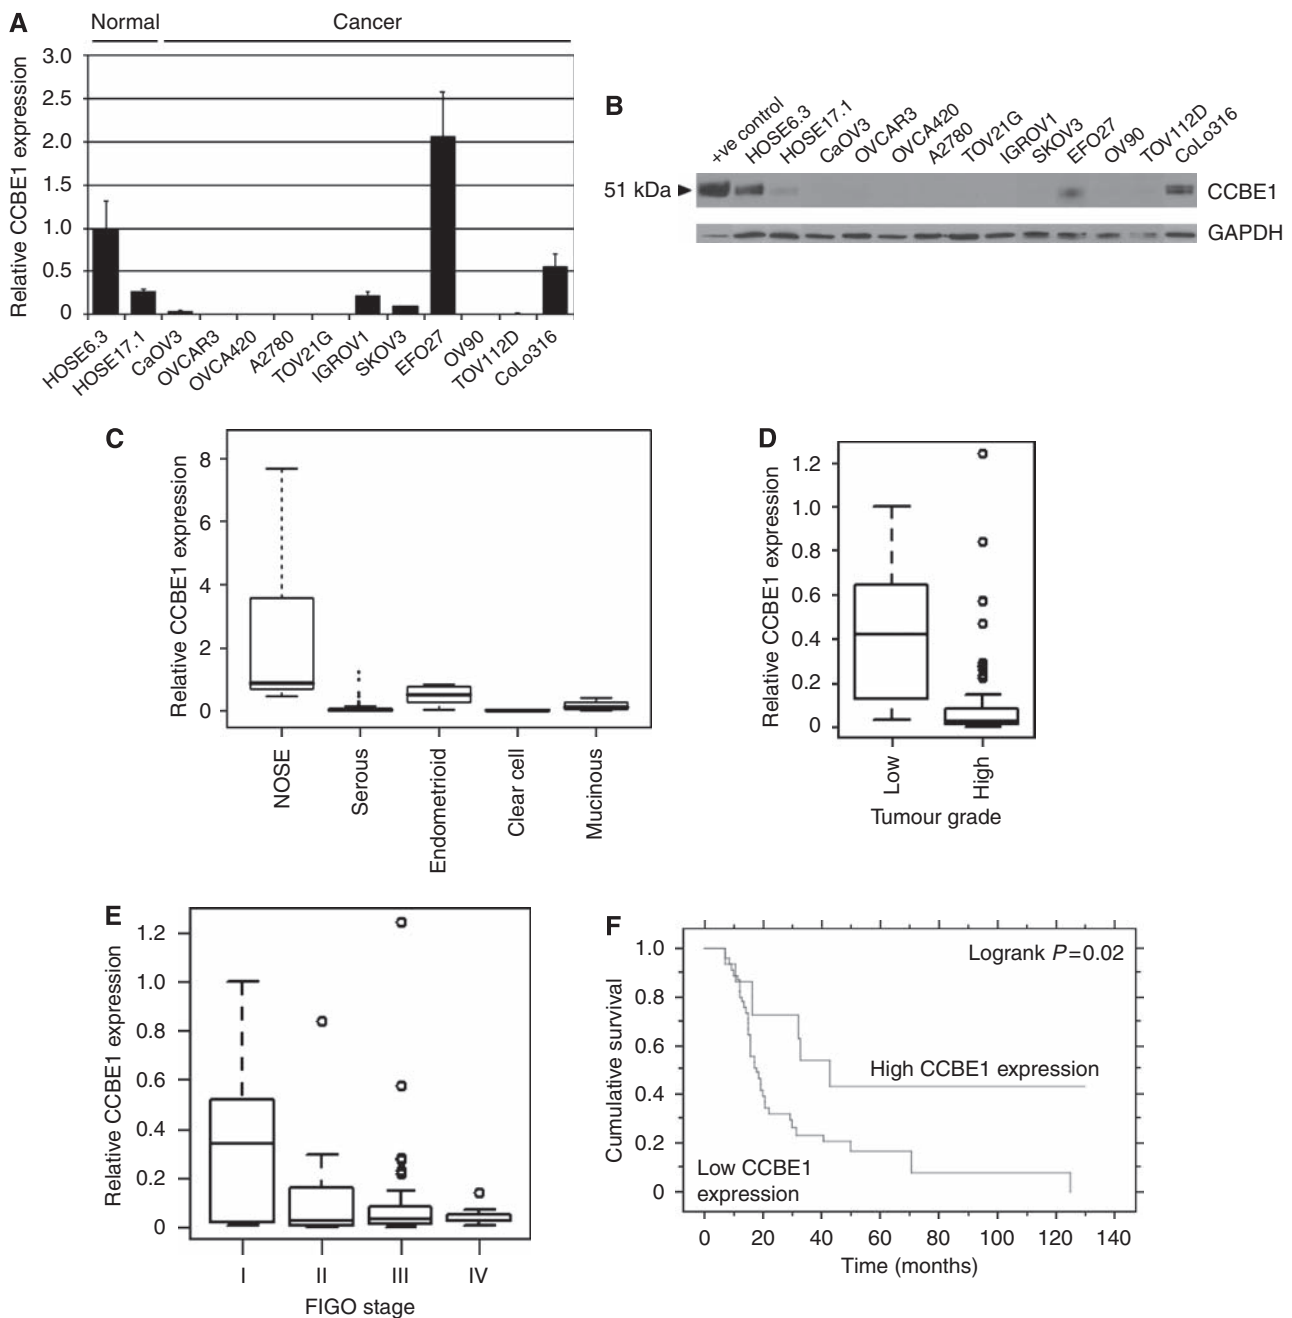 A
Normal
Cancer
Relative CCBE1 expression
3.0
2.5
2.0
1.5
1.0
0.5
0
HOSE6.3
HOSE17.1
CaOV3
OVCAR3
OVCA420
A2780
TOV21G
IGROV1
SKOV3
EFO27
OV90
TOV112D
CoLo316
B
+ve control
HOSE6.3
HOSE17.1
CaOV3
OVCAR3
OVCA420
A2780
TOV21G
IGROV1
SKOV3
EFO27
OV90
TOV112D
CoLo316
51 kDa
CCBE1
GAPDH
C
Relative CCBE1 expression
8
6
4
2
0
NOSE
Serous
Endometrioid
Clear cell
Mucinous
D
Relative CCBE1 expression
1.2
1.0
0.8
0.6
0.4
0.2
0
Low
High
Tumour grade
E
Relative CCBE1 expression
1.2
1.0
0.8
0.6
0.4
0.2
0
I
II
III
IV
FIGO stage
F
Cumulative survival
1.0
0.8
0.6
0.4
0.2
0
Logrank P=0.02
High CCBE1 expression
Low CCBE1
expression
0
20
40
60
80
100
120
140
Time (months)